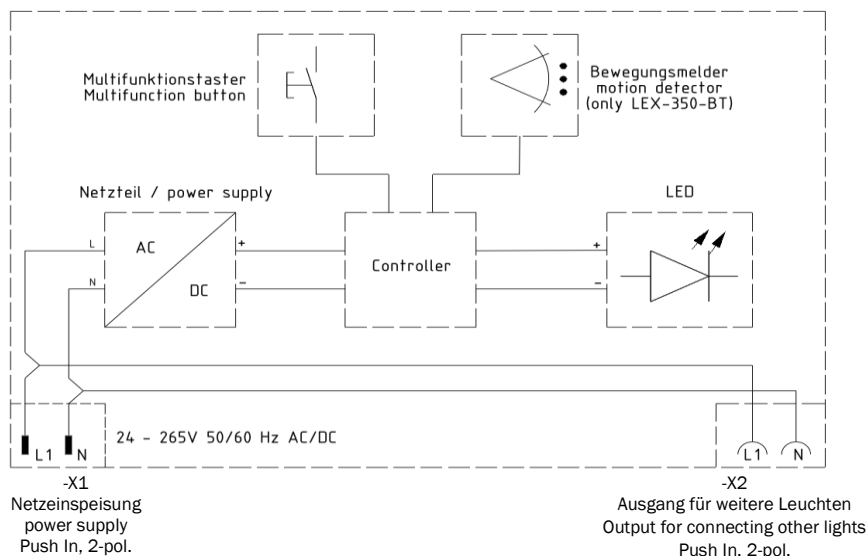 Multifunktionstaster
Multifunction button
Bewegungsmelder
motion detector
(only LEX-350-BT)
Netzteil / power supply
LED
L
AC
+
+
Controller
N
DC
−
−
24 - 265V 50/60 Hz AC/DC
L1
N
L1
N
-X1
Netzeinspeisung
power supply
Push In, 2-pol.
-X2
Ausgang für weitere Leuchten
Output for connecting other lights
Push In, 2-pol.